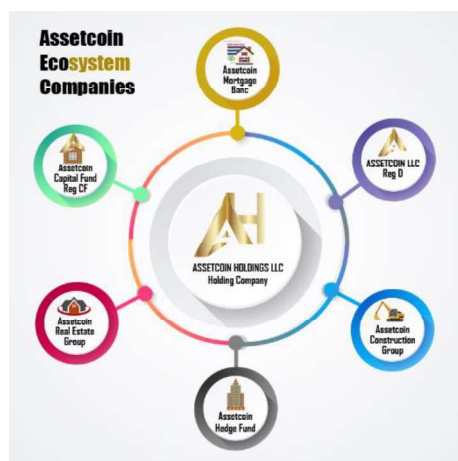 Assetcoin
Ecosystem
Companies
Assetcoin
Mortgage
Banc
Assetcoin
Capital Fund
Reg CF
ASSETCOIN LLC
Reg D
AH
ASSETCOIN HOLDINGS LLC
Holding Company
Assetcoin
Real Estate
Group
Assetcoin
Construction
Group
Assetcoin
Hedge Fund